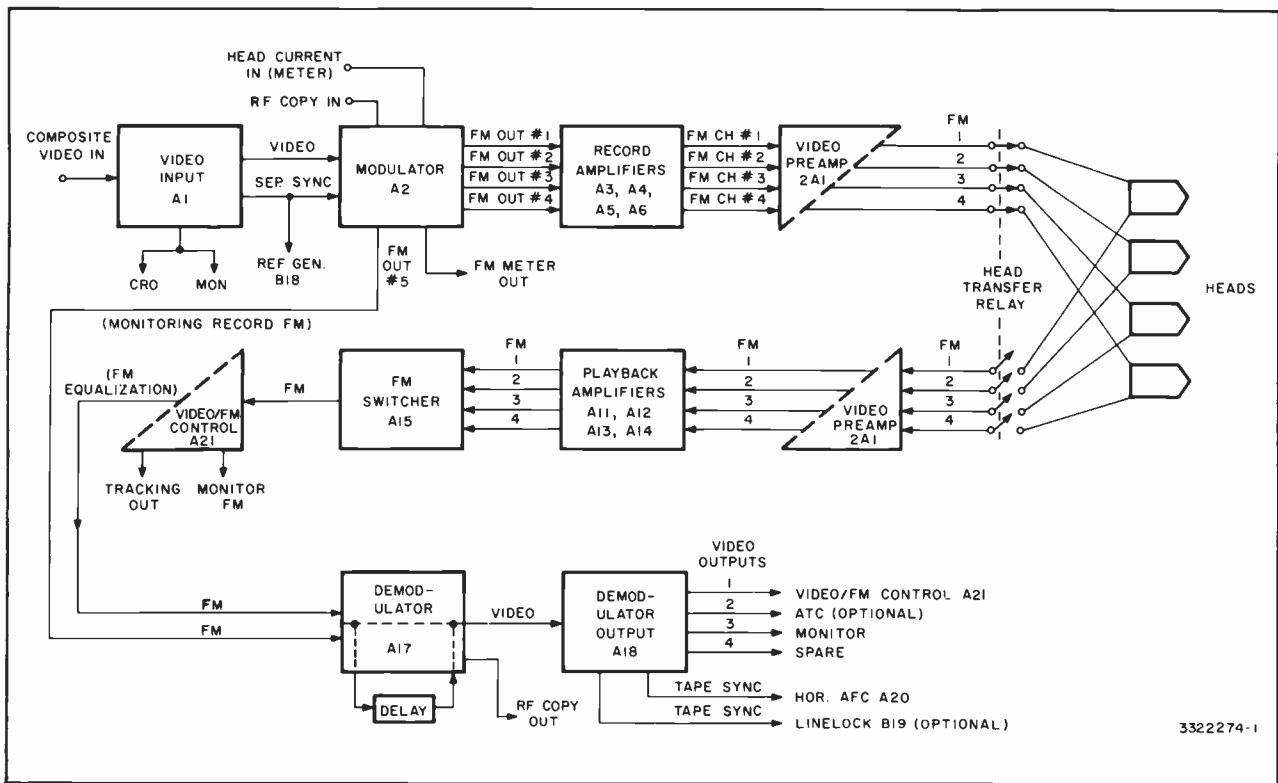 HEAD CURRENT
IN (METER)
RF COPY IN
COMPOSITE
VIDEO IN
VIDEO
INPUT
A1
VIDEO
SEP. SYNC
CRO
MON
REF GEN.
B18
MODULATOR
A2
FM OUT #1
FM OUT #2
FM OUT #3
FM OUT #4
FM
OUT
#5
FM METER
OUT
RECORD
AMPLIFIERS
A3, A4,
A5, A6
FM CH #1
FM CH #2
FM CH #3
FM CH #4
VIDEO
PREAMP
2A1
FM
1
2
3
4
HEAD
TRANSFER
RELAY
HEADS
(MONITORING RECORD FM)
(FM
EQUALIZATION)
VIDEO/FM
CONTROL
A21
TRACKING
OUT
MONITOR
FM
FM
FM
SWITCHER
A15
FM
1
2
3
4
PLAYBACK
AMPLIFIERS
A11, A12
A13, A14
FM
1
2
3
4
VIDEO
PREAMP
2A1
FM
1
2
3
4
FM
FM
DEMOD-
ULATOR
A17
DELAY
RF COPY
OUT
VIDEO
DEMOD-
ULATOR
OUTPUT
A18
VIDEO
OUTPUTS
1
VIDEO/FM CONTROL A21
2
ATC (OPTIONAL)
3
MONITOR
4
SPARE
TAPE SYNC
HOR. AFC A20
TAPE SYNC
LINELOCK B19 (OPTIONAL)
3322274-1